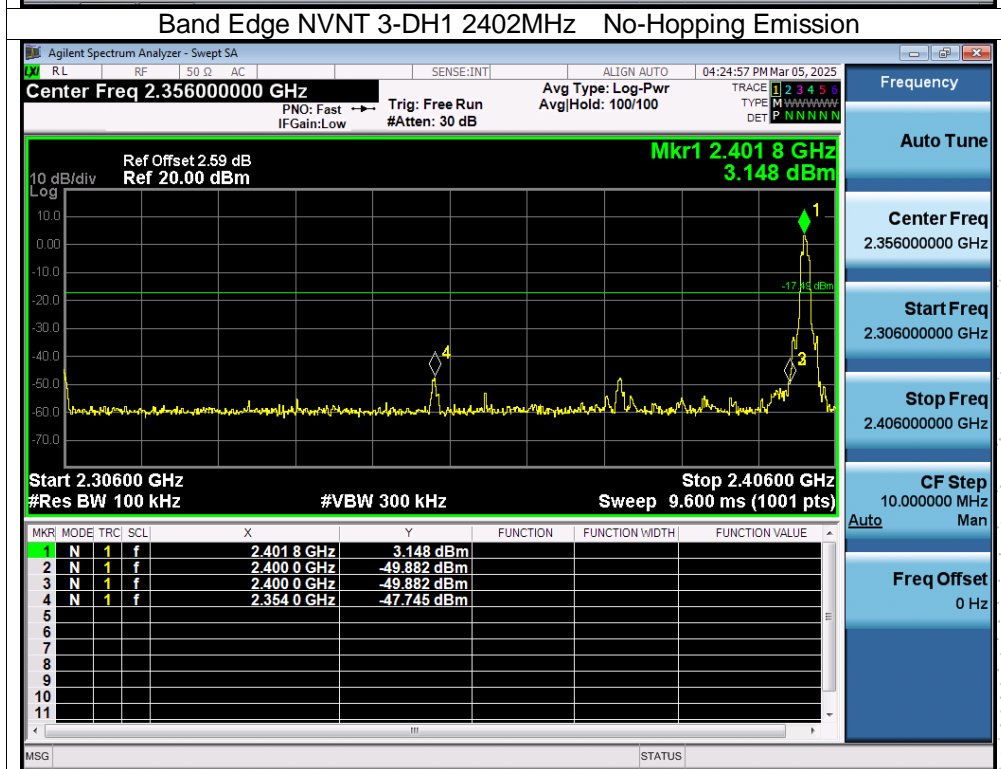 Band Edge NVNT 3-DH1 2402MHz No-Hopping Emission
Agilent Spectrum Analyzer - Swept SA
LXI RL RF 50 Ω AC SENSE:INT ALIGN AUTO 04:24:57 PM Mar 05, 2025
Center Freq 2.356000000 GHz
PNO: Fast
IFGain:Low
Trig: Free Run
#Atten: 30 dB
Avg Type: Log-Pwr
Avg|Hold: 100/100
TRACE 1 2 3 4 5 6
TYPE M WWWWW
DET P N N N N N
Ref Offset 2.59 dB
Ref 20.00 dBm
10 dB/div
Log
Mkr1 2.401 8 GHz
3.148 dBm
10.0
0.00
-10.0
-20.0
-30.0
-40.0
-50.0
-60.0
-70.0
1
-17.49 dBm
4
Start 2.30600 GHz
Stop 2.40600 GHz
#Res BW 100 kHz #VBW 300 kHz Sweep 9.600 ms (1001 pts)
MKR MODE TRC SCL X Y FUNCTION FUNCTION WIDTH FUNCTION VALUE
1 N 1 f 2.401 8 GHz 3.148 dBm
2 N 1 f 2.400 0 GHz -49.882 dBm
3 N 1 f 2.400 0 GHz -49.882 dBm
4 N 1 f 2.354 0 GHz -47.745 dBm
5
6
7
8
9
10
11
MSG STATUS
Frequency
Auto Tune
Center Freq
2.356000000 GHz
Start Freq
2.306000000 GHz
Stop Freq
2.406000000 GHz
CF Step
10.000000 MHz
Auto Man
Freq Offset
0 Hz